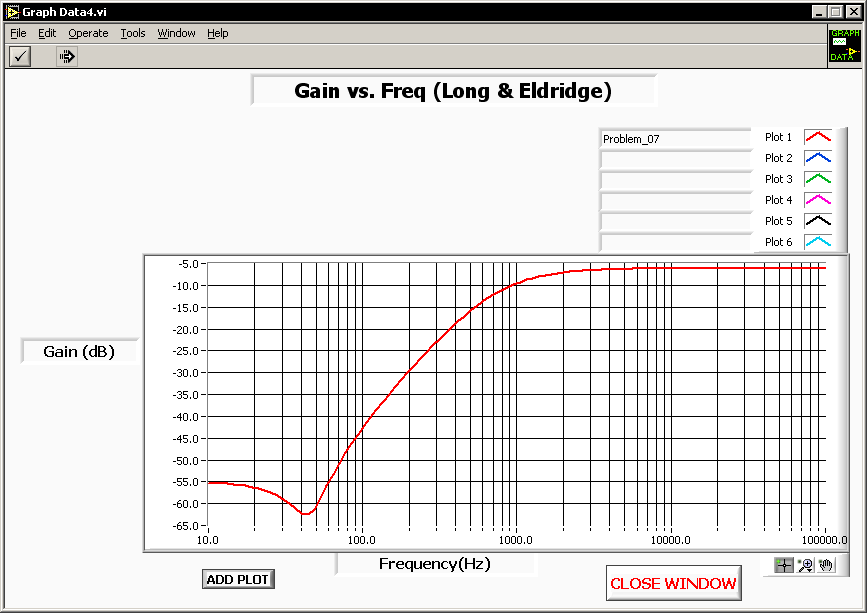 Graph Data4.vi
File Edit Operate Tools Window Help
GRAPH
DATA
Gain vs. Freq (Long & Eldridge)
Problem_07 Plot 1
Plot 2
Plot 3
Plot 4
Plot 5
Plot 6
-5.0
-10.0
-15.0
-20.0
-25.0
Gain (dB)
-30.0
-35.0
-40.0
-45.0
-50.0
-55.0
-60.0
-65.0
10.0 100.0 1000.0 10000.0 100000.0
Frequency(Hz)
ADD PLOT
CLOSE WINDOW